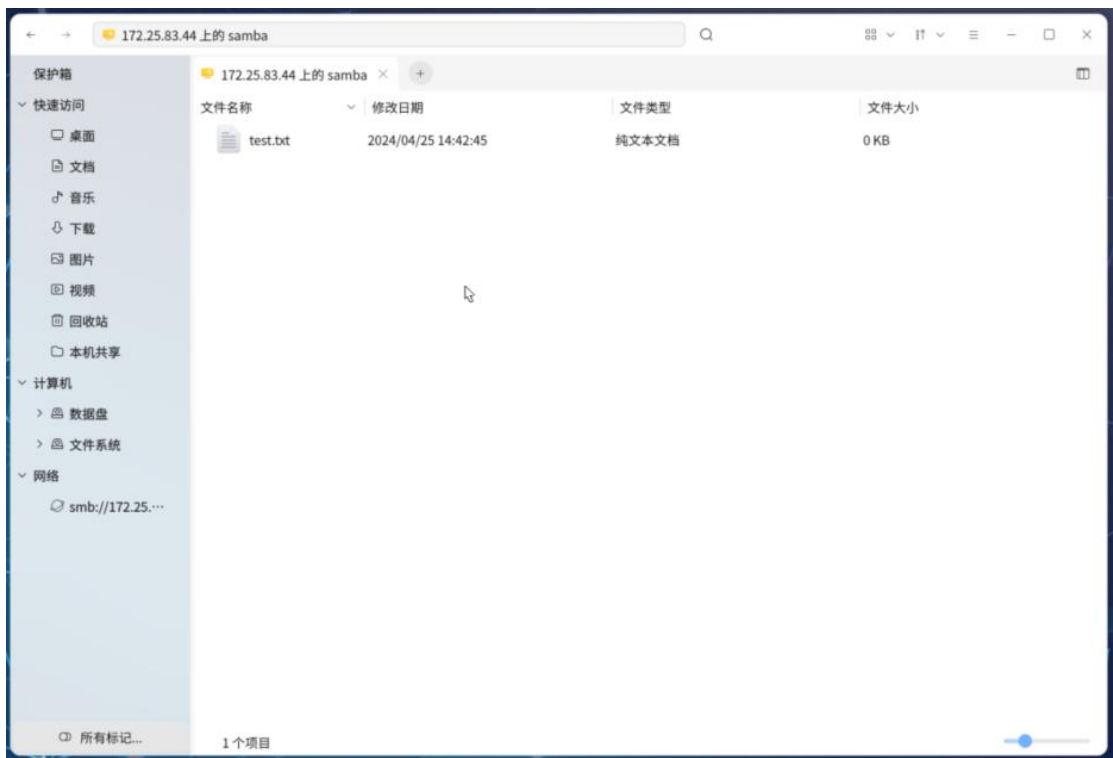 172.25.83.44 上的 samba
保护箱
172.25.83.44 上的 samba
快速访问
文件名称 修改日期 文件类型 文件大小
桌面
test.txt 2024/04/25 14:42:45 纯文本文档 0 KB
文档
音乐
下载
图片
视频
回收站
本机共享
计算机
数据盘
文件系统
网络
smb://172.25.···
所有标记...
1个项目